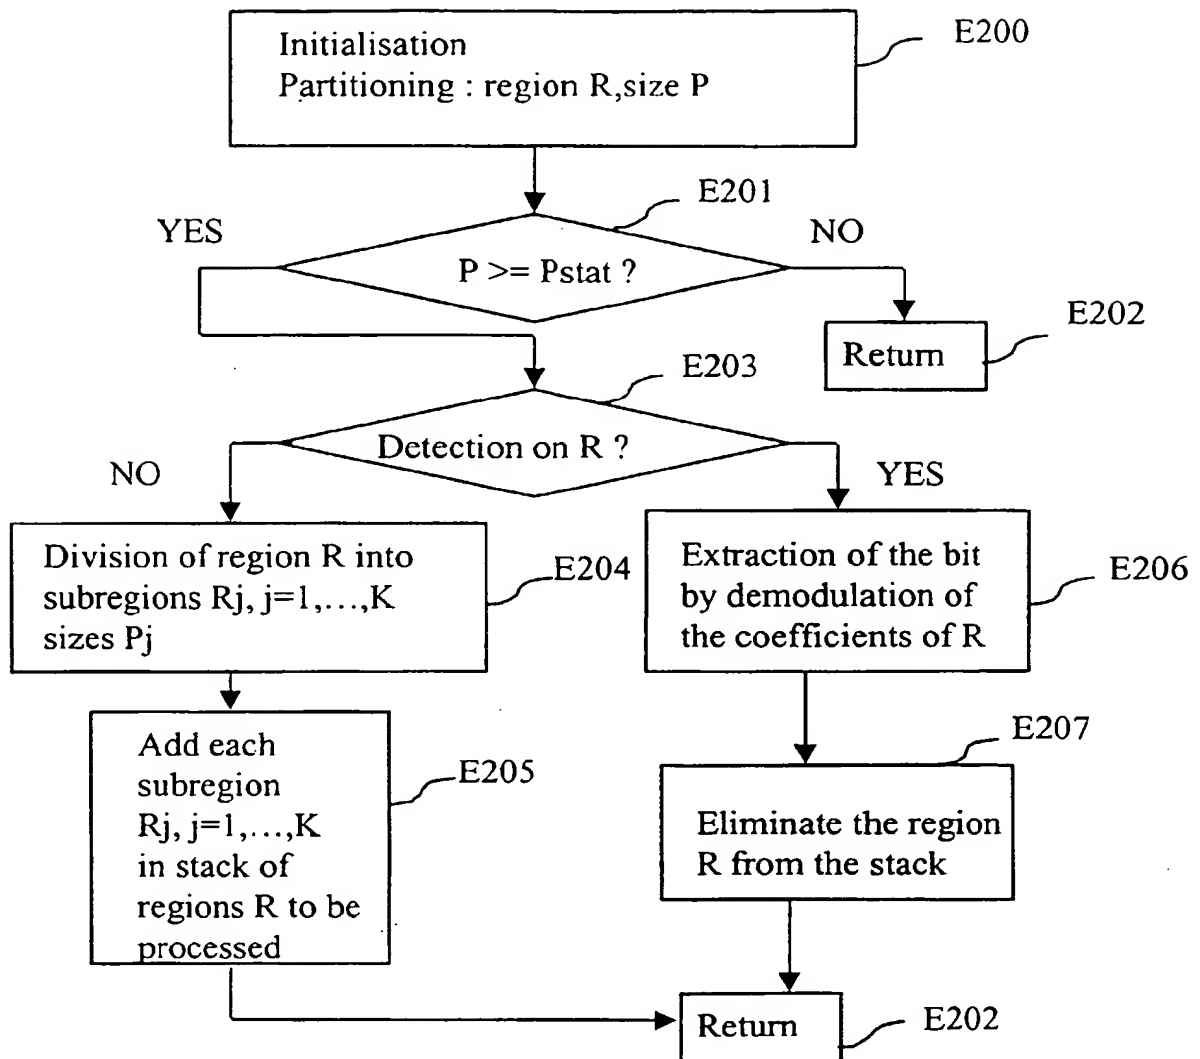 Initialisation
Partitioning : region R,size P
E200
E201
YES
NO
P >= Pstat ?
E202
Return
E203
Detection on R ?
NO
YES
Division of region R into
subregions Rj, j=1,...,K
sizes Pj
E204
Extraction of the bit
by demodulation of
the coefficients of R
E206
Add each
subregion
Rj, j=1,...,K
in stack of
regions R to be
processed
E205
E207
Eliminate the region
R from the stack
Return
E202